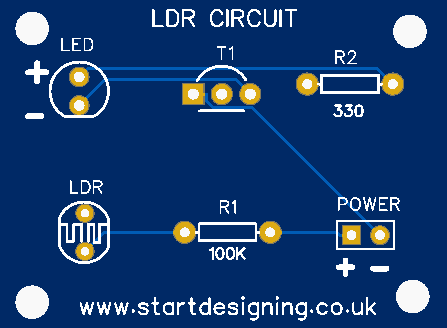 LDR CIRCUIT
LED
T1
R2
+
330
−
LDR
R1
POWER
100K
+ −
www.startdesigning.co.uk